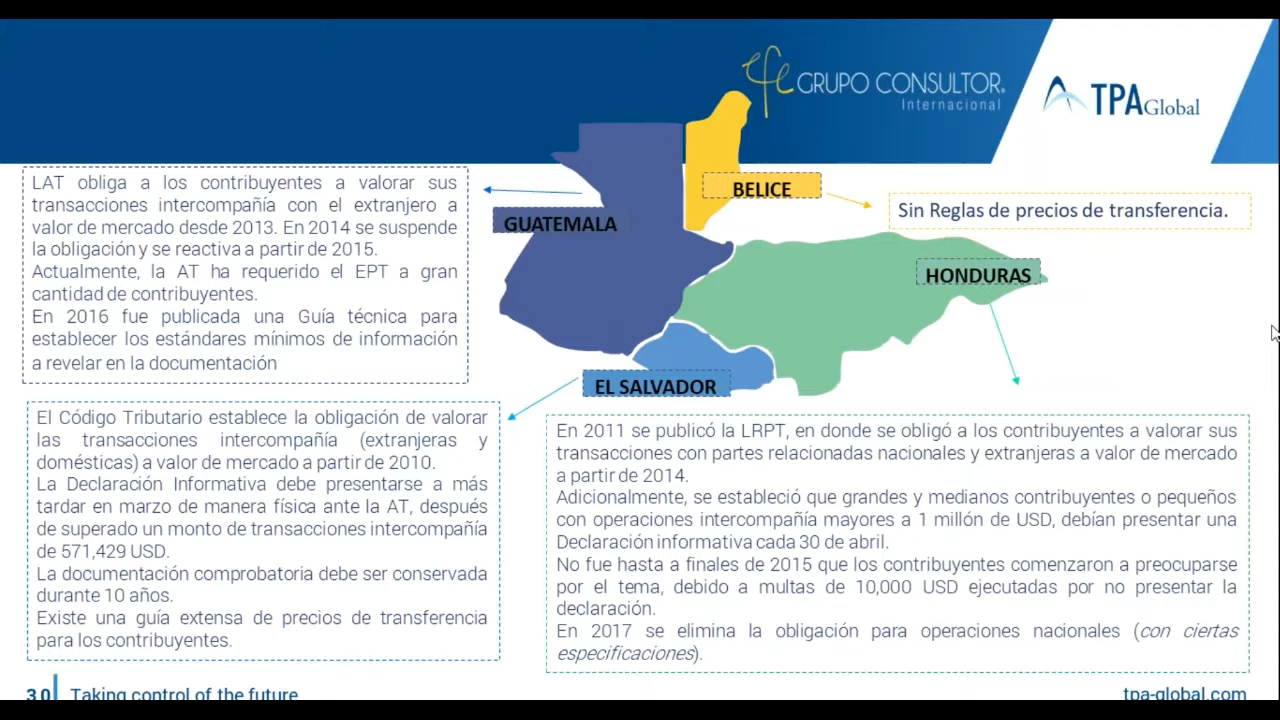 efe GRUPO CONSULTOR®
Internacional
TPA Global
LAT obliga a los contribuyentes a valorar sus
transacciones intercompañía con el extranjero a
valor de mercado desde 2013. En 2014 se suspende
la obligación y se reactiva a partir de 2015.
Actualmente, la AT ha requerido el EPT a gran
cantidad de contribuyentes.
En 2016 fue publicada una Guía técnica para
establecer los estándares mínimos de información
a revelar en la documentación
GUATEMALA
BELICE
Sin Reglas de precios de transferencia.
HONDURAS
EL SALVADOR
El Código Tributario establece la obligación de valorar
las transacciones intercompañía (extranjeras y
domésticas) a valor de mercado a partir de 2010.
La Declaración Informativa debe presentarse a más
tardar en marzo de manera física ante la AT, después
de superado un monto de transacciones intercompañía
de 571,429 USD.
La documentación comprobatoria debe ser conservada
durante 10 años.
Existe una guía extensa de precios de transferencia
para los contribuyentes.
En 2011 se publicó la LRPT, en donde se obligó a los contribuyentes a valorar sus
transacciones con partes relacionadas nacionales y extranjeras a valor de mercado
a partir de 2014.
Adicionalmente, se estableció que grandes y medianos contribuyentes o pequeños
con operaciones intercompañía mayores a 1 millón de USD, debían presentar una
Declaración informativa cada 30 de abril.
No fue hasta a finales de 2015 que los contribuyentes comenzaron a preocuparse
por el tema, debido a multas de 10,000 USD ejecutadas por no presentar la
declaración.
En 2017 se elimina la obligación para operaciones nacionales (con ciertas
especificaciones).
30 Taking control of the future
tpa-global.com